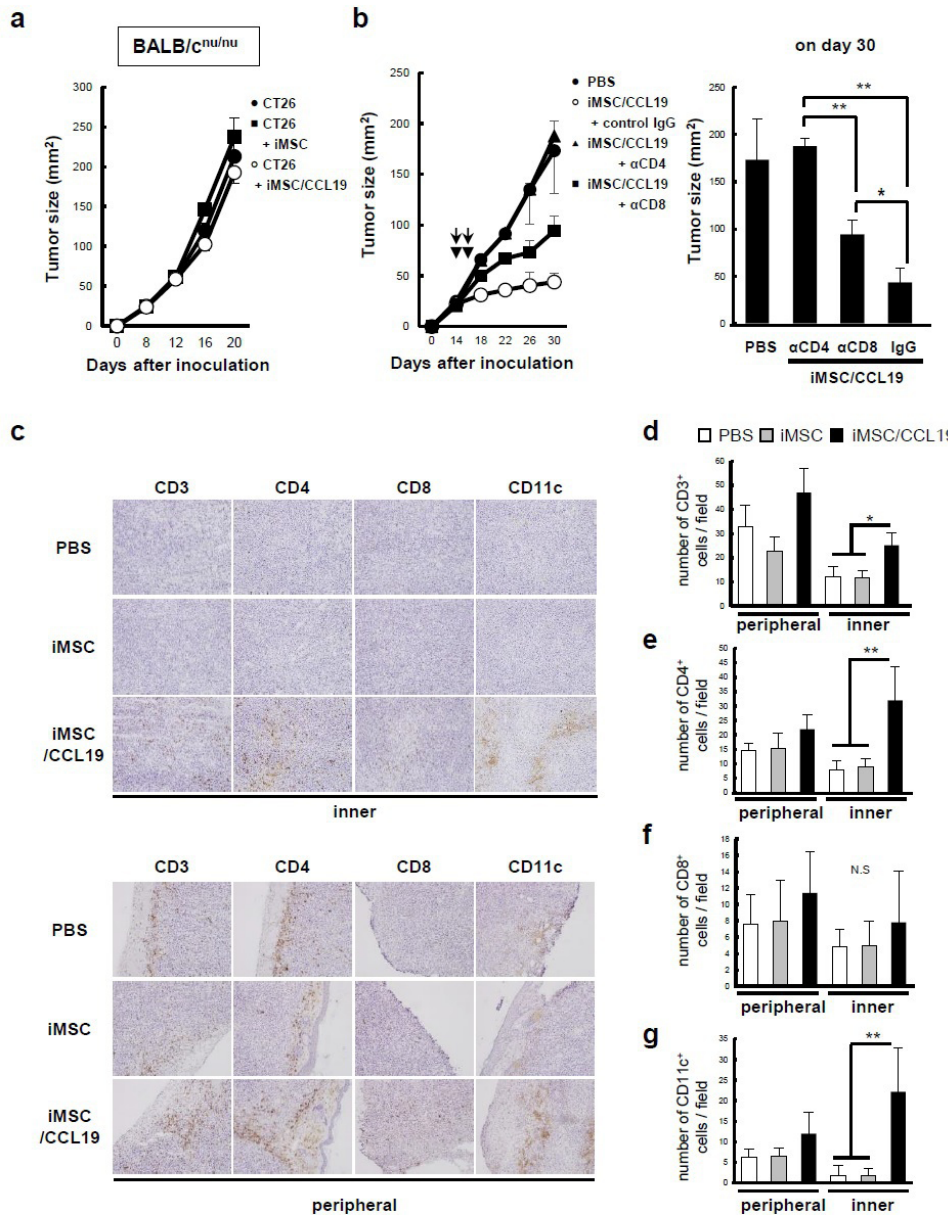 a
BALB/c^nu/nu
Tumor size (mm²)
300
250
200
150
100
50
0
0 8 12 16 20
Days after inoculation
CT26
CT26
+ iMSC
CT26
+ iMSC/CCL19
b
Tumor size (mm²)
250
200
150
100
50
0
0 14 18 22 26 30
Days after inoculation
PBS
iMSC/CCL19
+ control IgG
iMSC/CCL19
+ αCD4
iMSC/CCL19
+ αCD8
on day 30
Tumor size (mm²)
250
200
150
100
50
0
**
**
*
PBS αCD4 αCD8 IgG
iMSC/CCL19
c
CD3 CD4 CD8 CD11c
PBS
iMSC
iMSC
/CCL19
inner
CD3 CD4 CD8 CD11c
PBS
iMSC
iMSC
/CCL19
peripheral
d
PBS iMSC iMSC/CCL19
number of CD3⁺
cells / field
60
50
40
30
20
10
0
*
peripheral inner
e
number of CD4⁺
cells / field
50
45
40
35
30
25
20
15
10
5
0
**
peripheral inner
f
number of CD8⁺
cells / field
18
16
14
12
10
8
6
4
2
0
N.S
peripheral inner
g
number of CD11c⁺
cells / field
35
30
25
20
15
10
5
0
**
peripheral inner